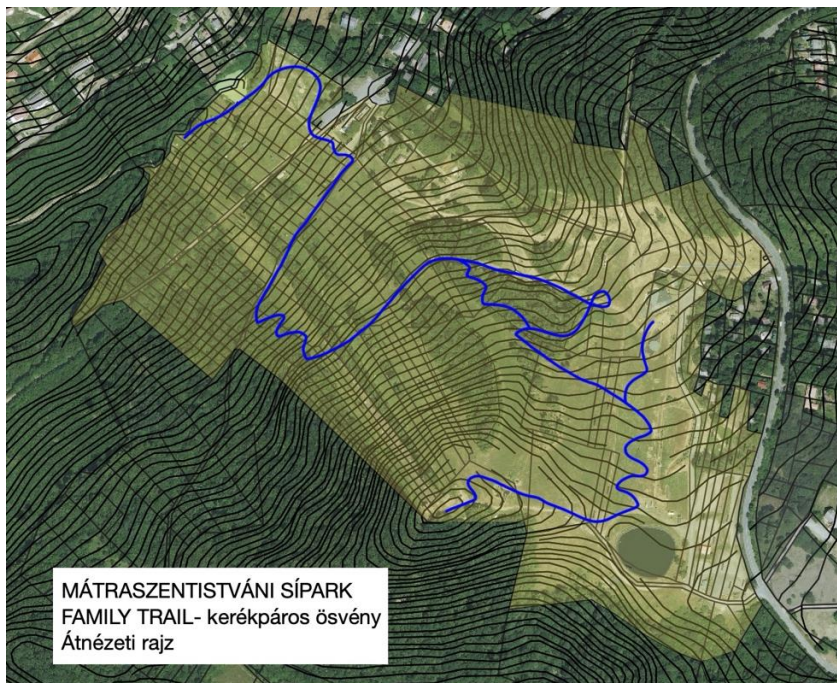 MÁTRASZENTISTVÁNI SÍPARK
FAMILY TRAIL- kerékpáros ösvény
Átnézeti rajz